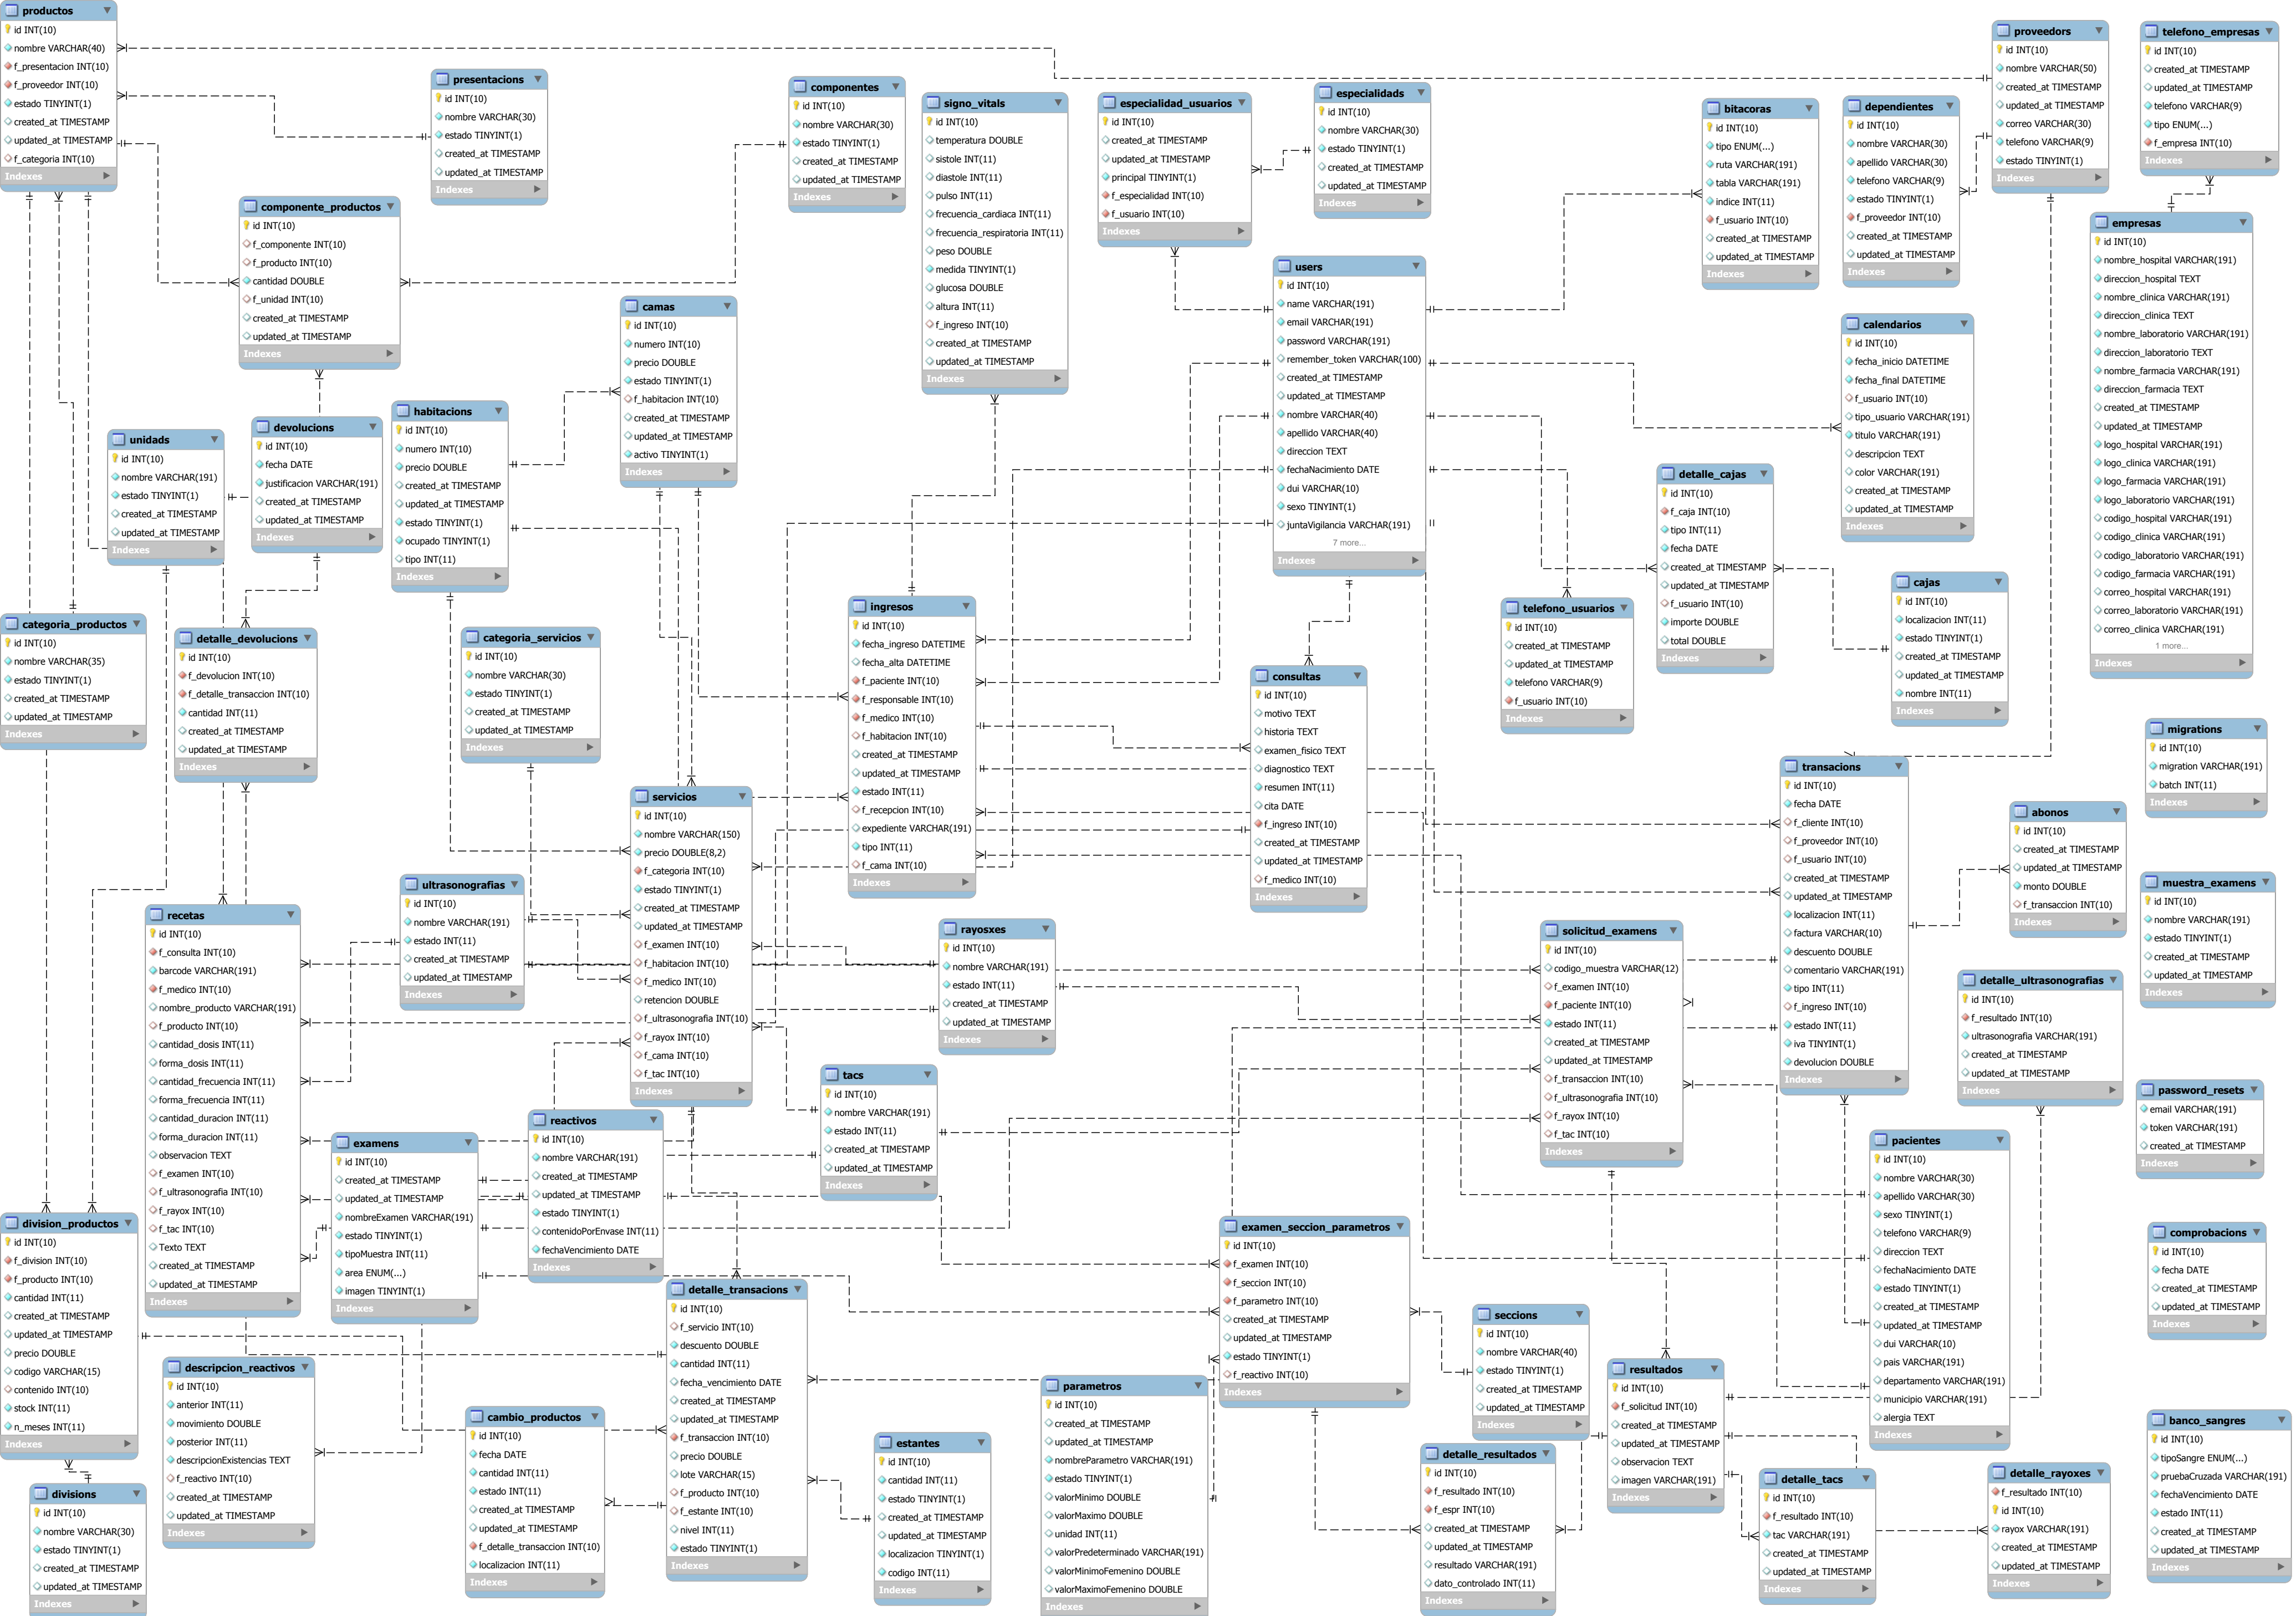 productos
id INT(10)
nombre VARCHAR(40)
f_presentacion INT(10)
f_proveedor INT(10)
estado TINYINT(1)
created_at TIMESTAMP
updated_at TIMESTAMP
f_categoria INT(10)
Indexes
presentacions
id INT(10)
nombre VARCHAR(30)
estado TINYINT(1)
created_at TIMESTAMP
updated_at TIMESTAMP
Indexes
componentes
id INT(10)
nombre VARCHAR(30)
estado TINYINT(1)
created_at TIMESTAMP
updated_at TIMESTAMP
Indexes
signo_vitals
id INT(10)
temperatura DOUBLE
sistole INT(11)
diastole INT(11)
pulso INT(11)
frecuencia_cardiaca INT(11)
frecuencia_respiratoria INT(11)
peso DOUBLE
medida TINYINT(1)
glucosa DOUBLE
altura INT(11)
f_ingreso INT(10)
created_at TIMESTAMP
updated_at TIMESTAMP
Indexes
especialidad_usuarios
id INT(10)
created_at TIMESTAMP
updated_at TIMESTAMP
principal TINYINT(1)
f_especialidad INT(10)
f_usuario INT(10)
Indexes
especialidads
id INT(10)
nombre VARCHAR(30)
estado TINYINT(1)
created_at TIMESTAMP
updated_at TIMESTAMP
Indexes
bitacoras
id INT(10)
tipo ENUM(...)
ruta VARCHAR(191)
tabla VARCHAR(191)
indice INT(11)
f_usuario INT(10)
created_at TIMESTAMP
updated_at TIMESTAMP
Indexes
dependientes
id INT(10)
nombre VARCHAR(30)
apellido VARCHAR(30)
telefono VARCHAR(9)
estado TINYINT(1)
f_proveedor INT(10)
created_at TIMESTAMP
updated_at TIMESTAMP
Indexes
proveedors
id INT(10)
nombre VARCHAR(50)
created_at TIMESTAMP
updated_at TIMESTAMP
correo VARCHAR(30)
telefono VARCHAR(9)
estado TINYINT(1)
Indexes
telefono_empresas
id INT(10)
created_at TIMESTAMP
updated_at TIMESTAMP
telefono VARCHAR(9)
tipo ENUM(...)
f_empresa INT(10)
Indexes
componente_productos
id INT(10)
f_componente INT(10)
f_producto INT(10)
cantidad DOUBLE
f_unidad INT(10)
created_at TIMESTAMP
updated_at TIMESTAMP
Indexes
camas
id INT(10)
numero INT(10)
precio DOUBLE
estado TINYINT(1)
f_habitacion INT(10)
created_at TIMESTAMP
updated_at TIMESTAMP
activo TINYINT(1)
Indexes
users
id INT(10)
name VARCHAR(191)
email VARCHAR(191)
password VARCHAR(191)
remember_token VARCHAR(100)
created_at TIMESTAMP
updated_at TIMESTAMP
nombre VARCHAR(40)
apellido VARCHAR(40)
direccion TEXT
fechaNacimiento DATE
dui VARCHAR(10)
sexo TINYINT(1)
juntaVigilancia VARCHAR(191)
7 more...
Indexes
calendarios
id INT(10)
fecha_inicio DATETIME
fecha_final DATETIME
f_usuario INT(10)
tipo_usuario VARCHAR(191)
titulo VARCHAR(191)
descripcion TEXT
color VARCHAR(191)
created_at TIMESTAMP
updated_at TIMESTAMP
Indexes
empresas
id INT(10)
nombre_hospital VARCHAR(191)
direccion_hospital TEXT
nombre_clinica VARCHAR(191)
direccion_clinica TEXT
nombre_laboratorio VARCHAR(191)
direccion_laboratorio TEXT
nombre_farmacia VARCHAR(191)
direccion_farmacia TEXT
created_at TIMESTAMP
updated_at TIMESTAMP
logo_hospital VARCHAR(191)
logo_clinica VARCHAR(191)
logo_farmacia VARCHAR(191)
logo_laboratorio VARCHAR(191)
codigo_hospital VARCHAR(191)
codigo_clinica VARCHAR(191)
codigo_laboratorio VARCHAR(191)
codigo_farmacia VARCHAR(191)
correo_hospital VARCHAR(191)
correo_laboratorio VARCHAR(191)
correo_clinica VARCHAR(191)
1 more...
Indexes
unidads
id INT(10)
nombre VARCHAR(191)
estado TINYINT(1)
created_at TIMESTAMP
updated_at TIMESTAMP
Indexes
devolucions
id INT(10)
fecha DATE
justificacion VARCHAR(191)
created_at TIMESTAMP
updated_at TIMESTAMP
Indexes
habitacions
id INT(10)
numero INT(10)
precio DOUBLE
created_at TIMESTAMP
updated_at TIMESTAMP
estado TINYINT(1)
ocupado TINYINT(1)
tipo INT(11)
Indexes
detalle_cajas
id INT(10)
f_caja INT(10)
tipo INT(11)
fecha DATE
created_at TIMESTAMP
updated_at TIMESTAMP
f_usuario INT(10)
importe DOUBLE
total DOUBLE
Indexes
cajas
id INT(10)
localizacion INT(11)
estado TINYINT(1)
created_at TIMESTAMP
updated_at TIMESTAMP
nombre INT(11)
Indexes
categoria_productos
id INT(10)
nombre VARCHAR(35)
estado TINYINT(1)
created_at TIMESTAMP
updated_at TIMESTAMP
Indexes
detalle_devolucions
id INT(10)
f_devolucion INT(10)
f_detalle_transaccion INT(10)
cantidad INT(11)
created_at TIMESTAMP
updated_at TIMESTAMP
Indexes
categoria_servicios
id INT(10)
nombre VARCHAR(30)
estado TINYINT(1)
created_at TIMESTAMP
updated_at TIMESTAMP
Indexes
ingresos
id INT(10)
fecha_ingreso DATETIME
fecha_alta DATETIME
f_paciente INT(10)
f_responsable INT(10)
f_medico INT(10)
f_habitacion INT(10)
created_at TIMESTAMP
updated_at TIMESTAMP
estado INT(11)
f_recepcion INT(10)
expediente VARCHAR(191)
tipo INT(11)
f_cama INT(10)
Indexes
telefono_usuarios
id INT(10)
created_at TIMESTAMP
updated_at TIMESTAMP
telefono VARCHAR(9)
f_usuario INT(10)
Indexes
consultas
id INT(10)
motivo TEXT
historia TEXT
examen_fisico TEXT
diagnostico TEXT
resumen INT(11)
cita DATE
f_ingreso INT(10)
created_at TIMESTAMP
updated_at TIMESTAMP
f_medico INT(10)
Indexes
migrations
id INT(10)
migration VARCHAR(191)
batch INT(11)
Indexes
servicios
id INT(10)
nombre VARCHAR(150)
precio DOUBLE(8,2)
f_categoria INT(10)
estado TINYINT(1)
created_at TIMESTAMP
updated_at TIMESTAMP
f_examen INT(10)
f_habitacion INT(10)
f_medico INT(10)
retencion DOUBLE
f_ultrasonografia INT(10)
f_rayox INT(10)
f_cama INT(10)
f_tac INT(10)
Indexes
transacions
id INT(10)
fecha DATE
f_cliente INT(10)
f_proveedor INT(10)
f_usuario INT(10)
created_at TIMESTAMP
updated_at TIMESTAMP
localizacion INT(11)
factura VARCHAR(10)
descuento DOUBLE
comentario VARCHAR(191)
tipo INT(11)
f_ingreso INT(10)
estado INT(11)
iva TINYINT(1)
devolucion DOUBLE
Indexes
abonos
id INT(10)
created_at TIMESTAMP
updated_at TIMESTAMP
monto DOUBLE
f_transaccion INT(10)
Indexes
muestra_examens
id INT(10)
nombre VARCHAR(191)
estado TINYINT(1)
created_at TIMESTAMP
updated_at TIMESTAMP
Indexes
ultrasonografias
id INT(10)
nombre VARCHAR(191)
estado INT(11)
created_at TIMESTAMP
updated_at TIMESTAMP
Indexes
recetas
id INT(10)
f_consulta INT(10)
barcode VARCHAR(191)
f_medico INT(10)
nombre_producto VARCHAR(191)
f_producto INT(10)
cantidad_dosis INT(11)
forma_dosis INT(11)
cantidad_frecuencia INT(11)
forma_frecuencia INT(11)
cantidad_duracion INT(11)
forma_duracion INT(11)
observacion TEXT
f_examen INT(10)
f_ultrasonografia INT(10)
f_rayox INT(10)
f_tac INT(10)
Texto TEXT
created_at TIMESTAMP
updated_at TIMESTAMP
Indexes
rayosxes
id INT(10)
nombre VARCHAR(191)
estado INT(11)
created_at TIMESTAMP
updated_at TIMESTAMP
Indexes
solicitud_examens
id INT(10)
codigo_muestra VARCHAR(12)
f_examen INT(10)
f_paciente INT(10)
estado INT(11)
created_at TIMESTAMP
updated_at TIMESTAMP
f_transaccion INT(10)
f_ultrasonografia INT(10)
f_rayox INT(10)
f_tac INT(10)
Indexes
detalle_ultrasonografias
id INT(10)
f_resultado INT(10)
ultrasonografia VARCHAR(191)
created_at TIMESTAMP
updated_at TIMESTAMP
Indexes
tacs
id INT(10)
nombre VARCHAR(191)
estado INT(11)
created_at TIMESTAMP
updated_at TIMESTAMP
Indexes
password_resets
email VARCHAR(191)
token VARCHAR(191)
created_at TIMESTAMP
Indexes
reactivos
id INT(10)
nombre VARCHAR(191)
created_at TIMESTAMP
updated_at TIMESTAMP
estado TINYINT(1)
contenidoPorEnvase INT(11)
fechaVencimiento DATE
Indexes
examens
id INT(10)
created_at TIMESTAMP
updated_at TIMESTAMP
nombreExamen VARCHAR(191)
estado TINYINT(1)
tipoMuestra INT(11)
area ENUM(...)
imagen TINYINT(1)
Indexes
pacientes
id INT(10)
nombre VARCHAR(30)
apellido VARCHAR(30)
sexo TINYINT(1)
telefono VARCHAR(9)
direccion TEXT
fechaNacimiento DATE
estado TINYINT(1)
created_at TIMESTAMP
updated_at TIMESTAMP
dui VARCHAR(10)
pais VARCHAR(191)
departamento VARCHAR(191)
municipio VARCHAR(191)
alergia TEXT
Indexes
division_productos
id INT(10)
f_division INT(10)
f_producto INT(10)
cantidad INT(11)
created_at TIMESTAMP
updated_at TIMESTAMP
precio DOUBLE
codigo VARCHAR(15)
contenido INT(10)
stock INT(11)
n_meses INT(11)
Indexes
examen_seccion_parametros
id INT(10)
f_examen INT(10)
f_seccion INT(10)
f_parametro INT(10)
created_at TIMESTAMP
updated_at TIMESTAMP
estado TINYINT(1)
f_reactivo INT(10)
Indexes
comprobacions
id INT(10)
fecha DATE
created_at TIMESTAMP
updated_at TIMESTAMP
Indexes
detalle_transacions
id INT(10)
f_servicio INT(10)
descuento DOUBLE
cantidad INT(11)
fecha_vencimiento DATE
created_at TIMESTAMP
updated_at TIMESTAMP
f_transaccion INT(10)
precio DOUBLE
lote VARCHAR(15)
f_producto INT(10)
f_estante INT(10)
nivel INT(11)
estado TINYINT(1)
Indexes
seccions
id INT(10)
nombre VARCHAR(40)
estado TINYINT(1)
created_at TIMESTAMP
updated_at TIMESTAMP
Indexes
descripcion_reactivos
id INT(10)
anterior INT(11)
movimiento DOUBLE
posterior INT(11)
descripcionExistencias TEXT
f_reactivo INT(10)
created_at TIMESTAMP
updated_at TIMESTAMP
Indexes
resultados
id INT(10)
f_solicitud INT(10)
created_at TIMESTAMP
updated_at TIMESTAMP
observacion TEXT
imagen VARCHAR(191)
Indexes
parametros
id INT(10)
created_at TIMESTAMP
updated_at TIMESTAMP
nombreParametro VARCHAR(191)
estado TINYINT(1)
valorMinimo DOUBLE
valorMaximo DOUBLE
unidad INT(11)
valorPredeterminado VARCHAR(191)
valorMinimoFemenino DOUBLE
valorMaximoFemenino DOUBLE
Indexes
cambio_productos
id INT(10)
fecha DATE
cantidad INT(11)
estado INT(11)
created_at TIMESTAMP
updated_at TIMESTAMP
f_detalle_transaccion INT(10)
localizacion INT(11)
Indexes
banco_sangres
id INT(10)
tipoSangre ENUM(...)
pruebaCruzada VARCHAR(191)
fechaVencimiento DATE
estado INT(11)
created_at TIMESTAMP
updated_at TIMESTAMP
Indexes
estantes
id INT(10)
cantidad INT(11)
estado TINYINT(1)
created_at TIMESTAMP
updated_at TIMESTAMP
localizacion TINYINT(1)
codigo INT(11)
Indexes
detalle_resultados
id INT(10)
f_resultado INT(10)
f_espr INT(10)
created_at TIMESTAMP
updated_at TIMESTAMP
resultado VARCHAR(191)
dato_controlado INT(11)
Indexes
detalle_tacs
id INT(10)
f_resultado INT(10)
tac VARCHAR(191)
created_at TIMESTAMP
updated_at TIMESTAMP
Indexes
detalle_rayoxes
f_resultado INT(10)
id INT(10)
rayox VARCHAR(191)
created_at TIMESTAMP
updated_at TIMESTAMP
Indexes
divisions
id INT(10)
nombre VARCHAR(30)
estado TINYINT(1)
created_at TIMESTAMP
updated_at TIMESTAMP
Indexes